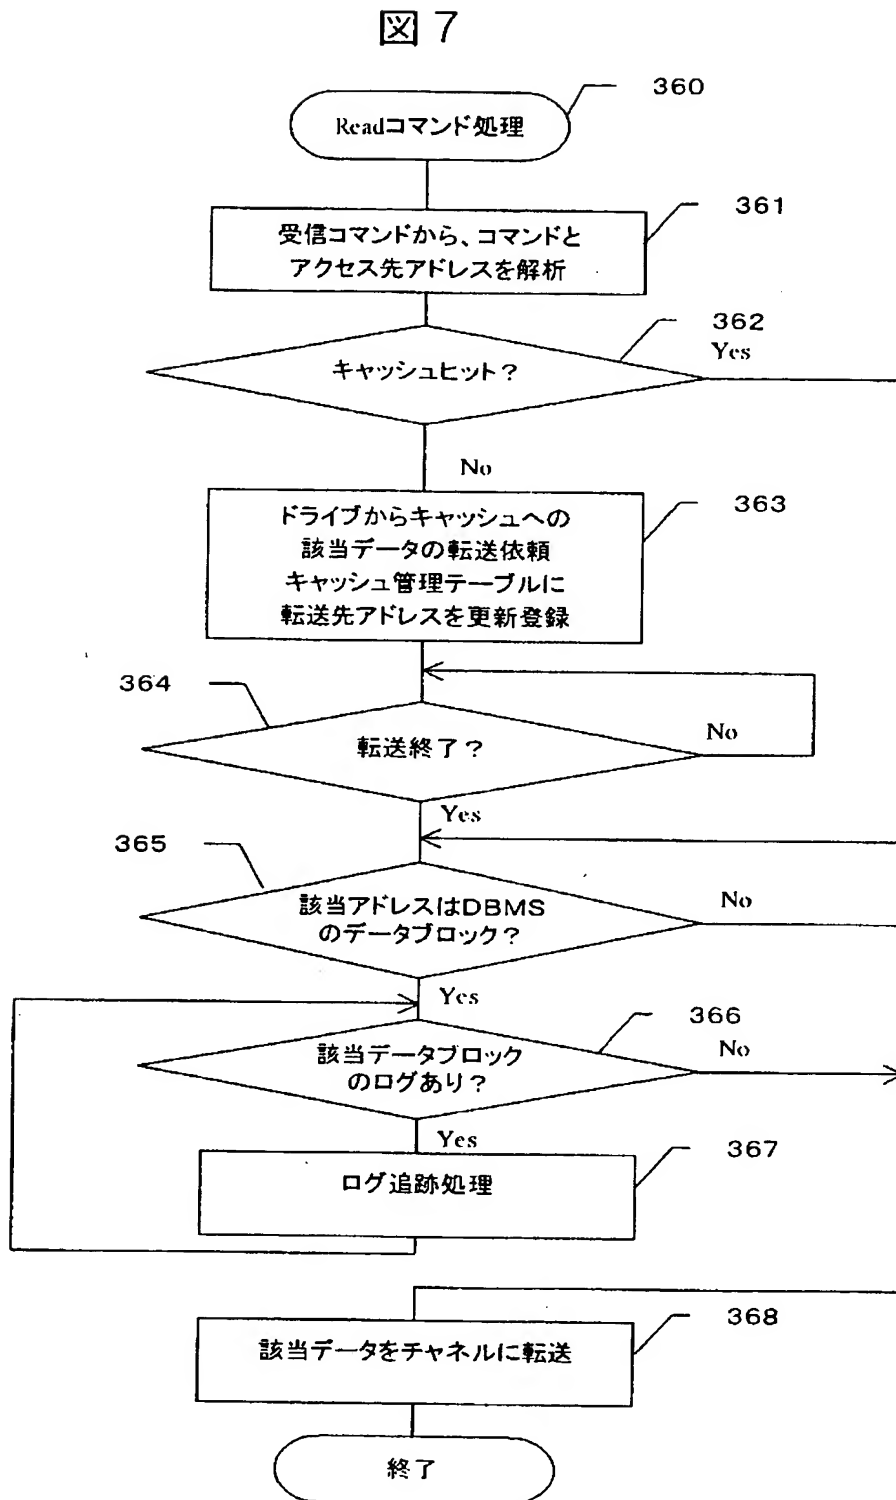 図7
360
Readコマンド処理
361
受信コマンドから、コマンドと
アクセス先アドレスを解析
362
キャッシュヒット?
Yes
No
363
ドライブからキャッシュへの
該当データの転送依頼
キャッシュ管理テーブルに
転送先アドレスを更新登録
364
転送終了?
No
Yes
365
該当アドレスはDBMS
のデータブロック?
No
Yes
366
該当データブロック
のログあり?
No
Yes
367
ログ追跡処理
368
該当データをチャネルに転送
終了